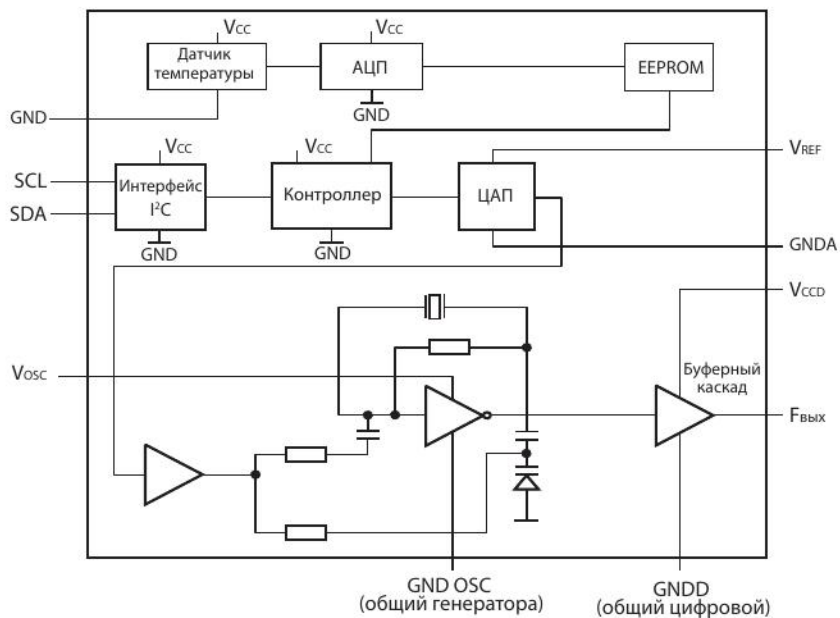 Vcc
Vcc
Датчик
температуры
АЦП
EEPROM
GND
GND
Vcc
Vcc
VREF
SCL
Интерфейс
I²C
Контроллер
ЦАП
SDA
GND
GND
GNDA
VCCD
Vosc
Буферный
каскад
Fвых
GND OSC
(общий генератора)
GNDD
(общий цифровой)